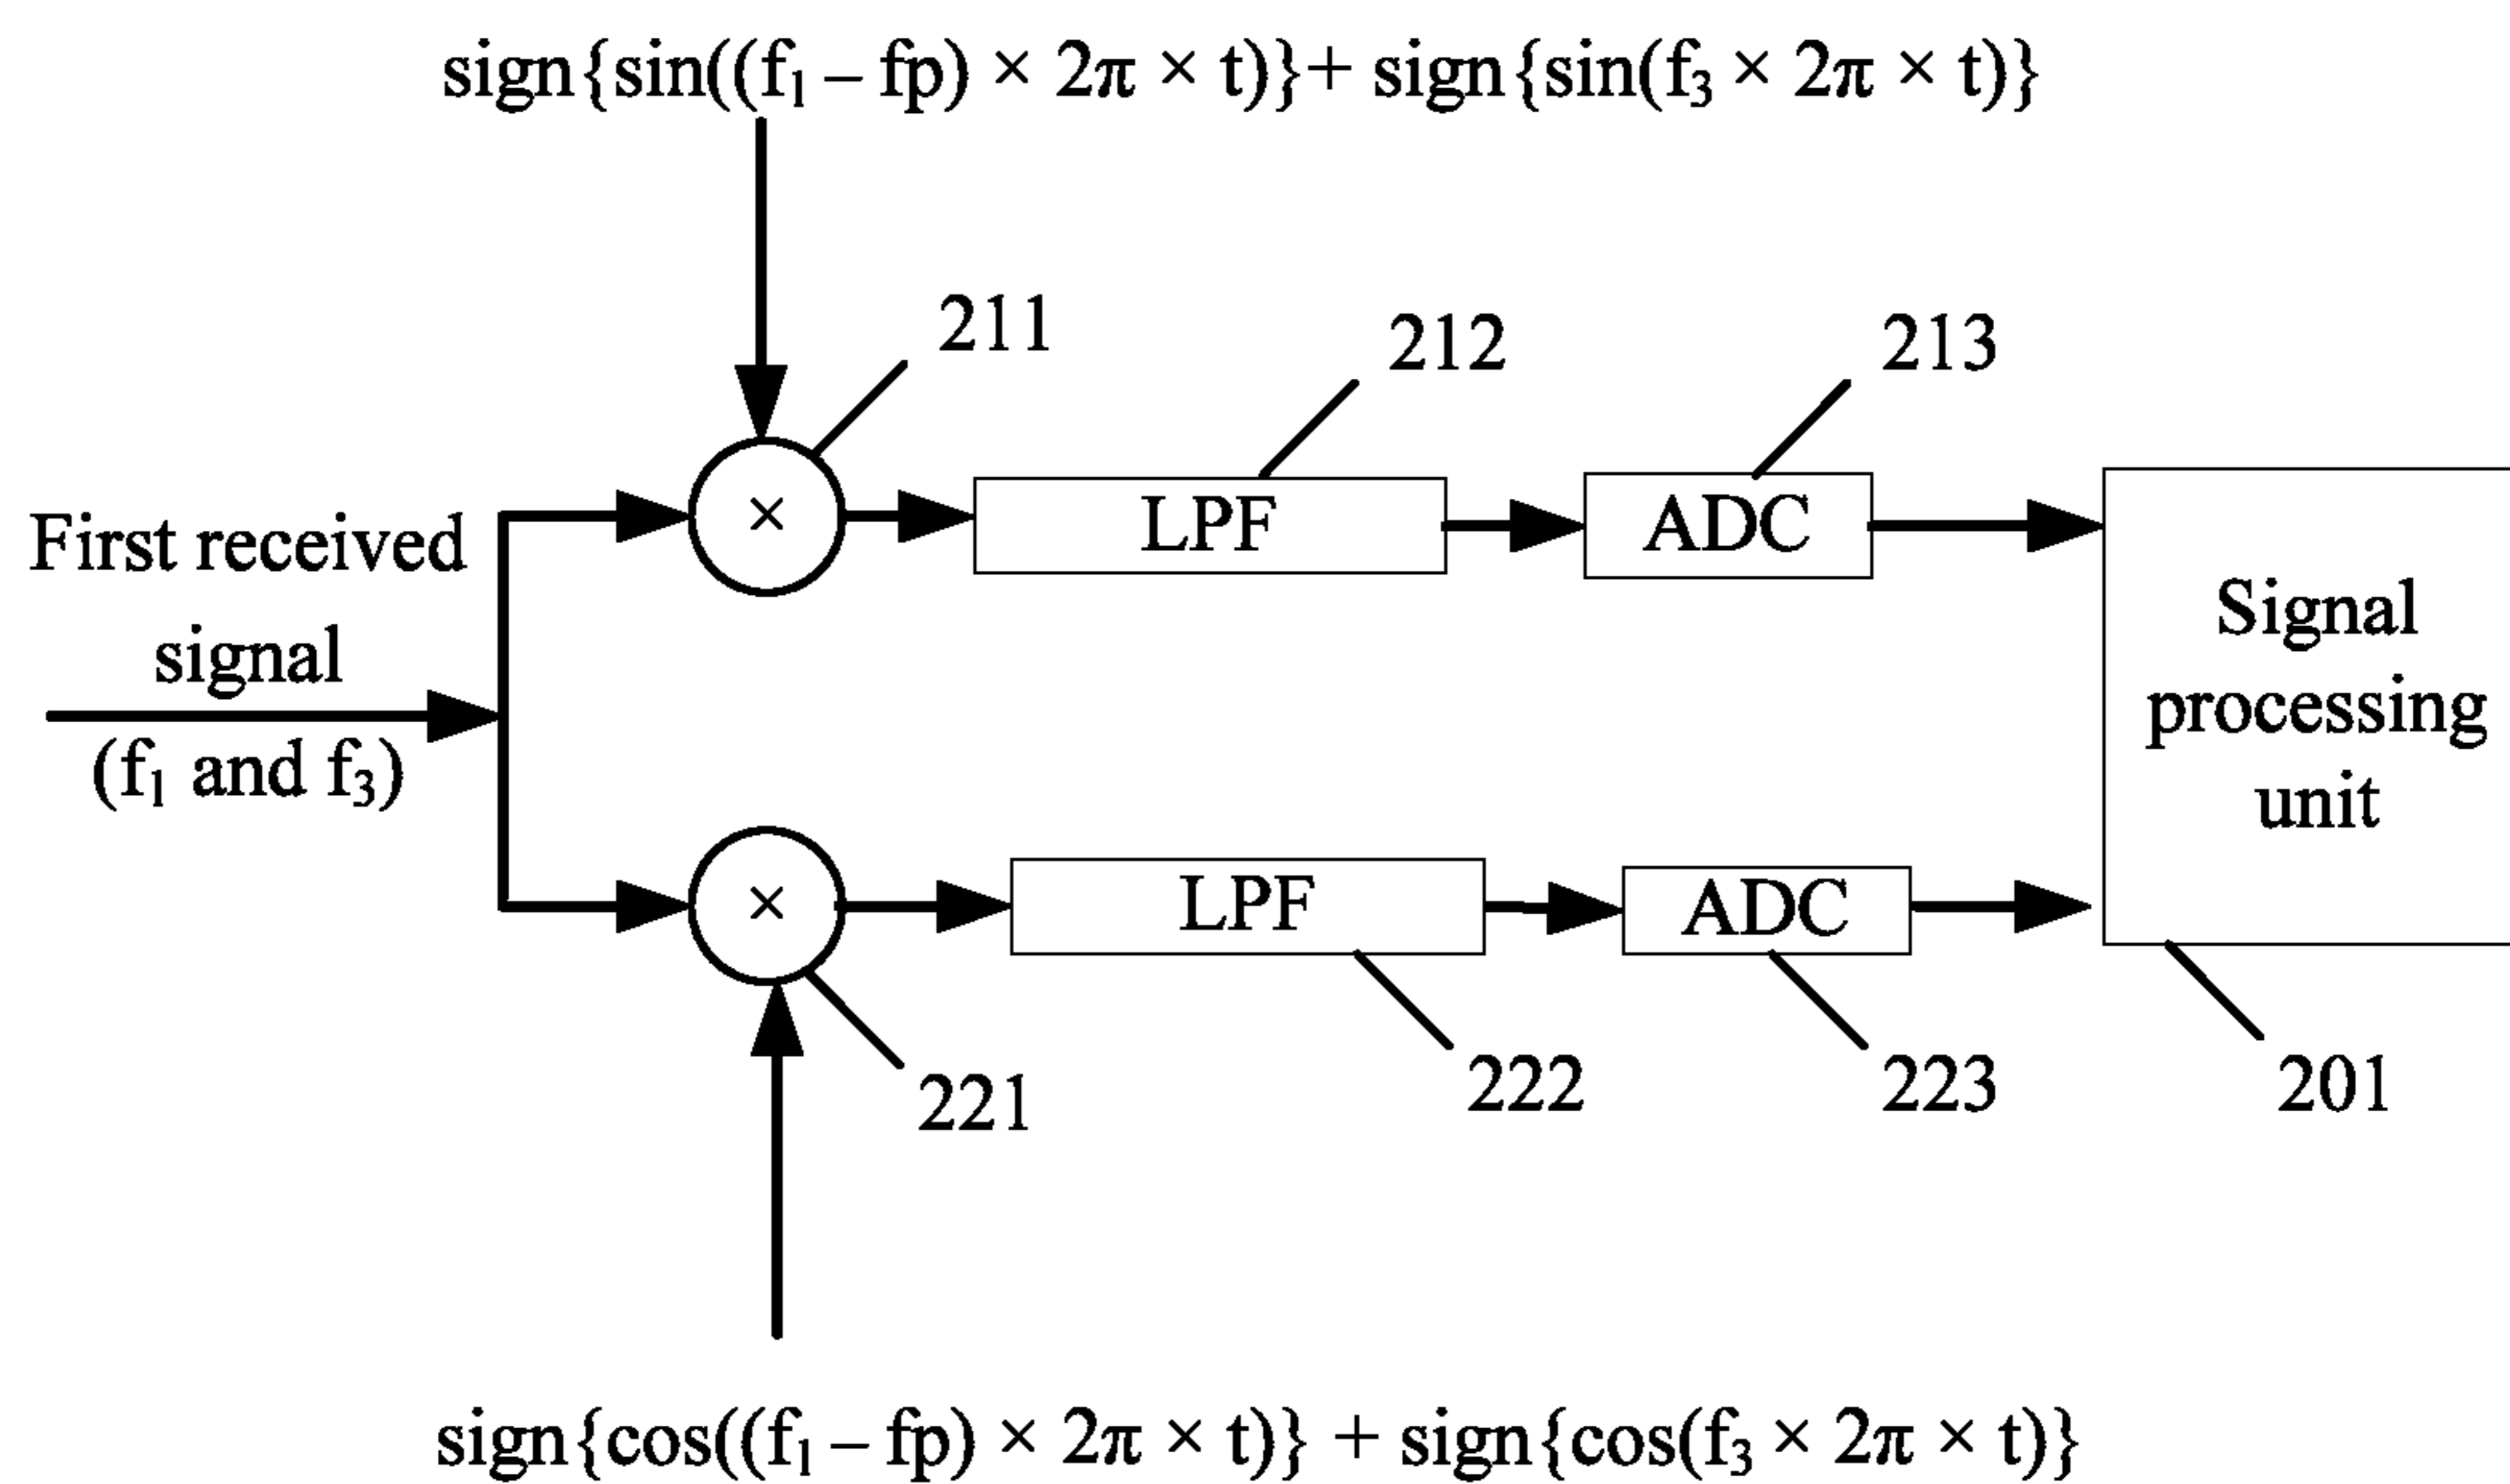 sign{sin((f₁ – fp) × 2π × t)}+ sign{sin(f₃ × 2π × t)}
211
212
213
×
LPF
ADC
First received
signal
(f₁ and f₃)
Signal
processing
unit
×
LPF
ADC
221
222
223
201
sign{cos((f₁ – fp) × 2π × t)} + sign{cos(f₃ × 2π × t)}